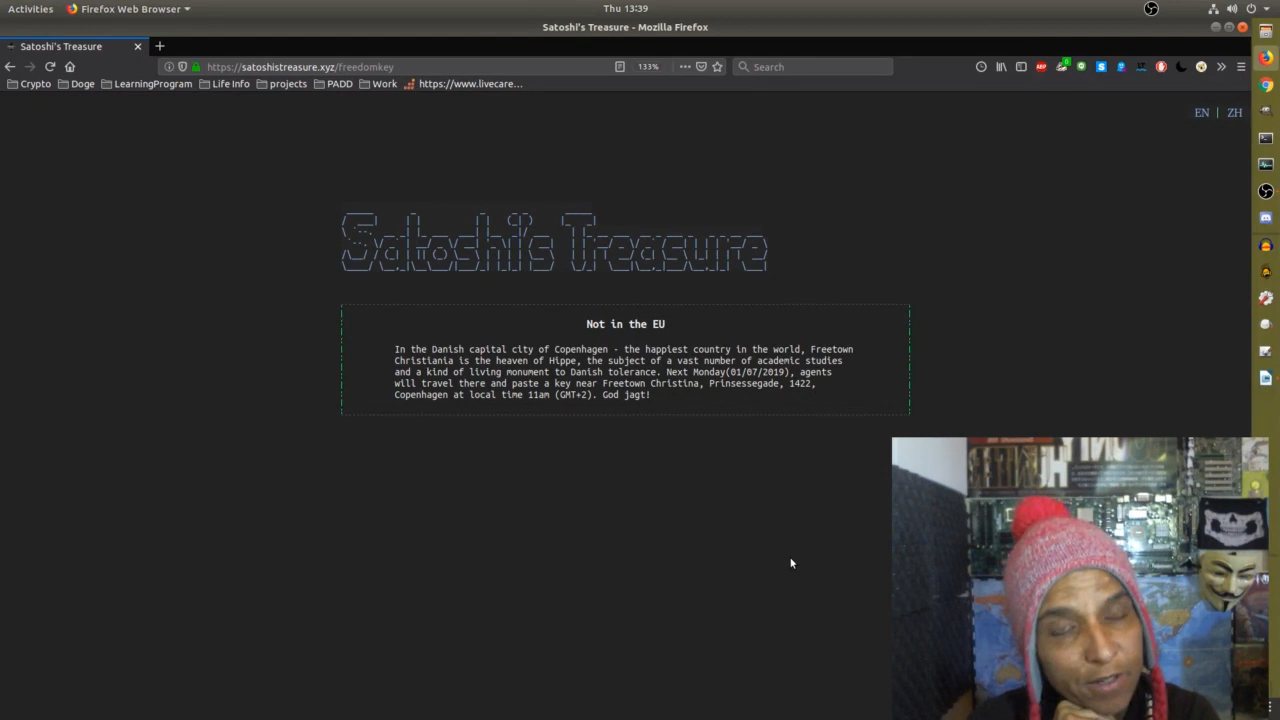 Activities Firefox Web Browser Thu 13:39
Satoshi's Treasure - Mozilla Firefox
Satoshi's Treasure
https://satoshistreasure.xyz/freedomkey 133% Search
Crypto Doge LearningProgram Life Info projects PADD Work https://www.livecare…
EN | ZH
Satoshi's Treasure
Not in the EU
In the Danish capital city of Copenhagen - the happiest country in the world, Freetown
Christiania is the heaven of Hippe, the subject of a vast number of academic studies
and a kind of living monument to Danish tolerance. Next Monday(01/07/2019), agents
will travel there and paste a key near Freetown Christina, Prinsessegade, 1422,
Copenhagen at local time 11am (GMT+2). God jagt!